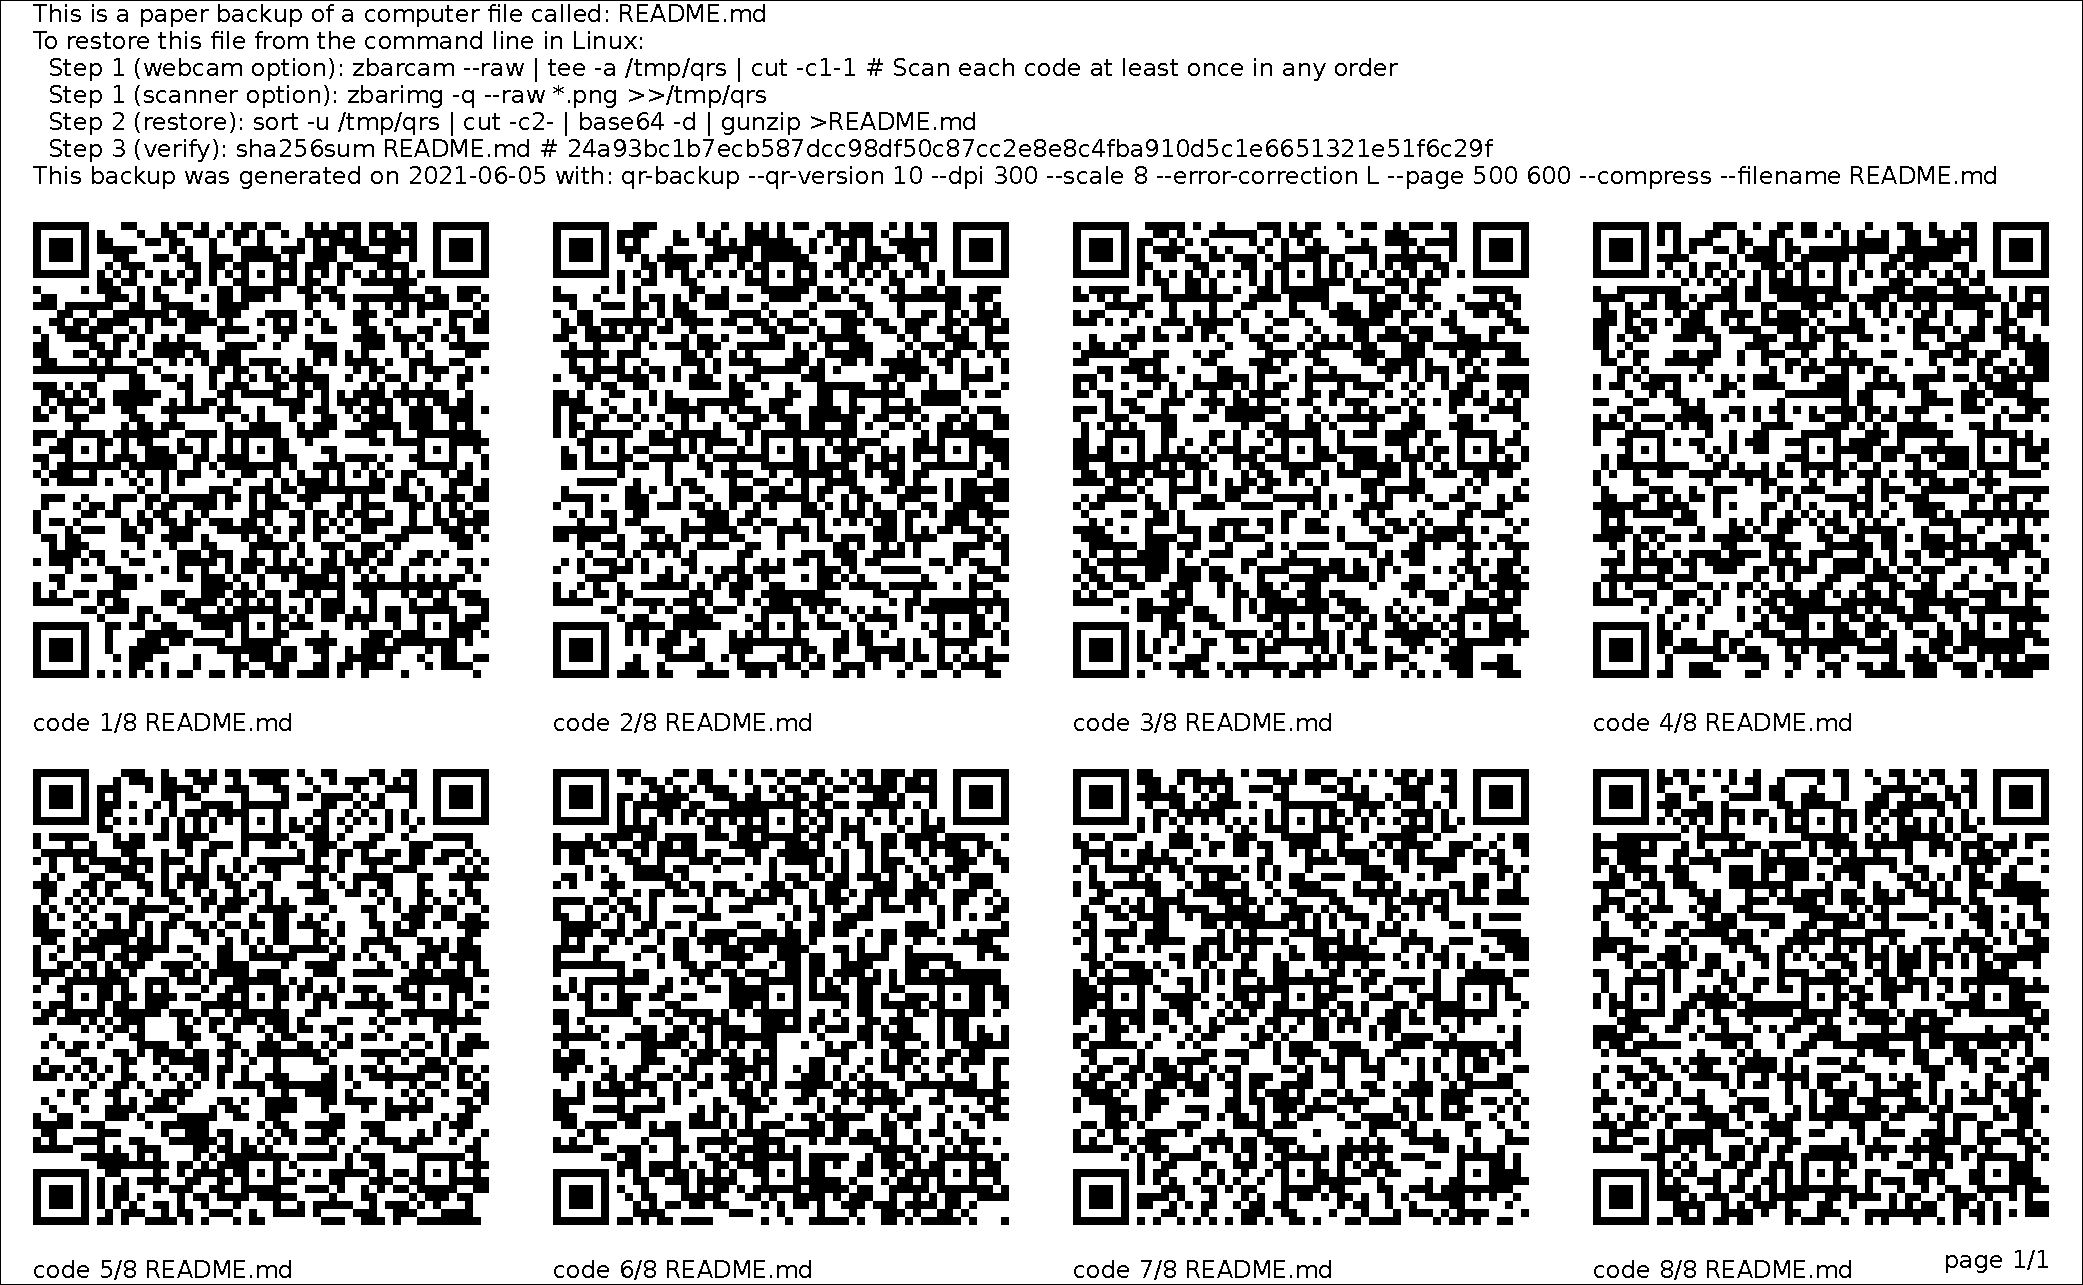 This is a paper backup of a computer file called: README.md
To restore this file from the command line in Linux:
Step 1 (webcam option): zbarcam --raw | tee -a /tmp/qrs | cut -c1-1 # Scan each code at least once in any order
Step 1 (scanner option): zbarimg -q --raw *.png >>/tmp/qrs
Step 2 (restore): sort -u /tmp/qrs | cut -c2- | base64 -d | gunzip >README.md
Step 3 (verify): sha256sum README.md # 24a93bc1b7ecb587dcc98df50c87cc2e8e8c4fba910d5c1e6651321e51f6c29f
This backup was generated on 2021-06-05 with: qr-backup --qr-version 10 --dpi 300 --scale 8 --error-correction L --page 500 600 --compress --filename README.md
code 1/8 README.md
code 2/8 README.md
code 3/8 README.md
code 4/8 README.md
code 5/8 README.md
code 6/8 README.md
code 7/8 README.md
code 8/8 README.md
page 1/1